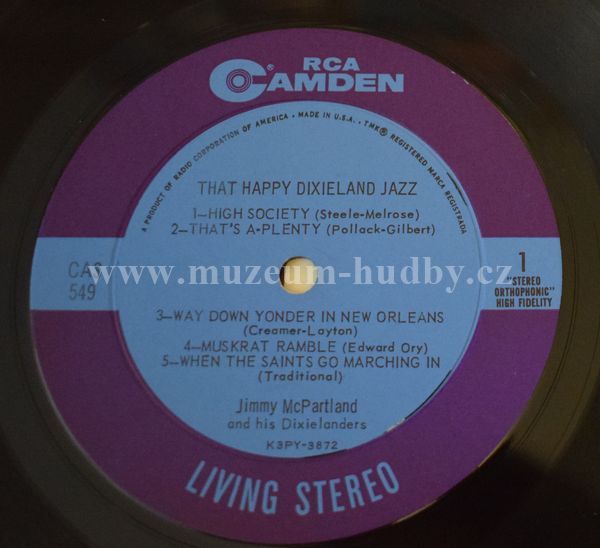 RCA
CAMDEN
A PRODUCT OF RADIO CORPORATION OF AMERICA • MADE IN U.S.A. • TMK® REGISTERED MARCA REGISTRADA
THAT HAPPY DIXIELAND JAZZ
1—HIGH SOCIETY (Steele-Melrose)
2—THAT'S A-PLENTY (Pollack-Gilbert)
CAS
549
1
"STEREO
ORTHOPHONIC"
HIGH FIDELITY
www.muzeum-hudby.cz
3—WAY DOWN YONDER IN NEW ORLEANS
(Creamer-Layton)
4—MUSKRAT RAMBLE (Edward Ory)
5—WHEN THE SAINTS GO MARCHING IN
(Traditional)
Jimmy McPartland
and his Dixielanders
K3PY-3872
LIVING STEREO